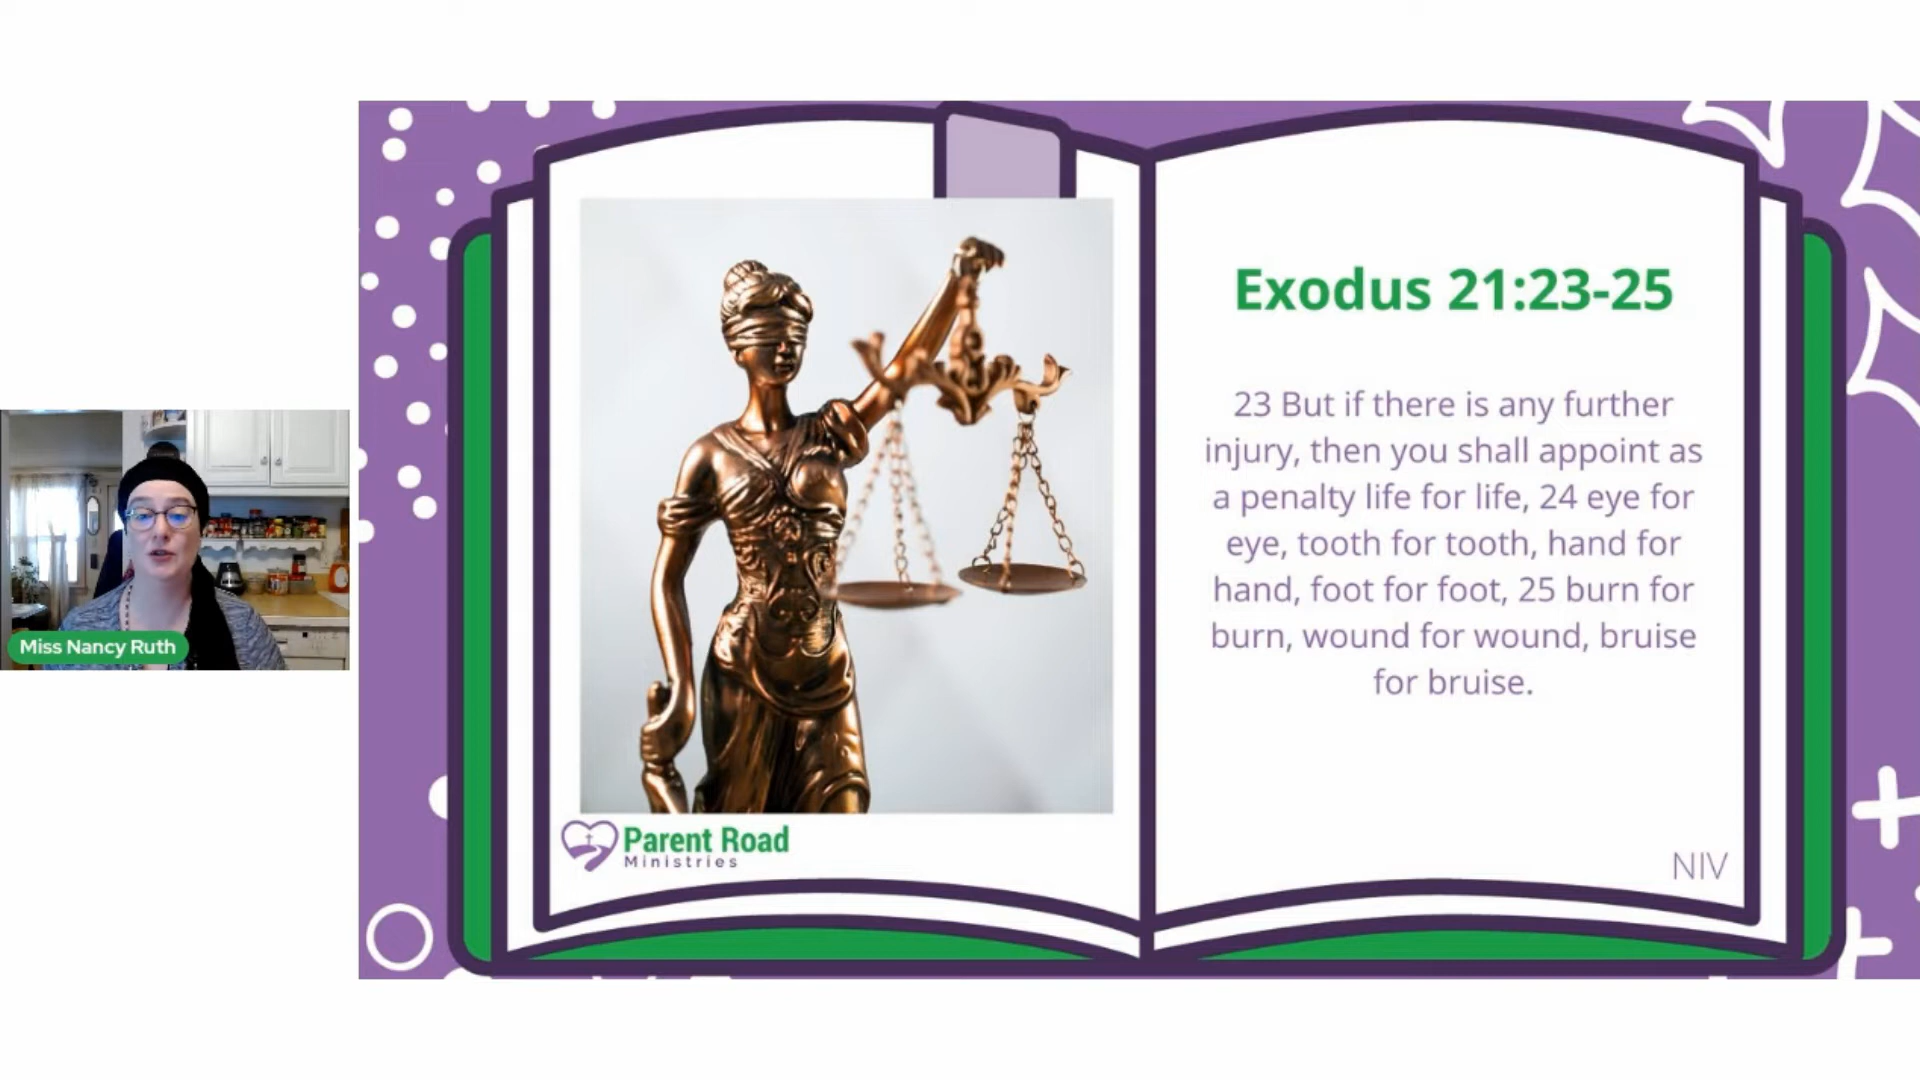 Miss Nancy Ruth
Parent Road
Ministries
Exodus 21:23-25
23 But if there is any further
injury, then you shall appoint as
a penalty life for life, 24 eye for
eye, tooth for tooth, hand for
hand, foot for foot, 25 burn for
burn, wound for wound, bruise
for bruise.
NIV